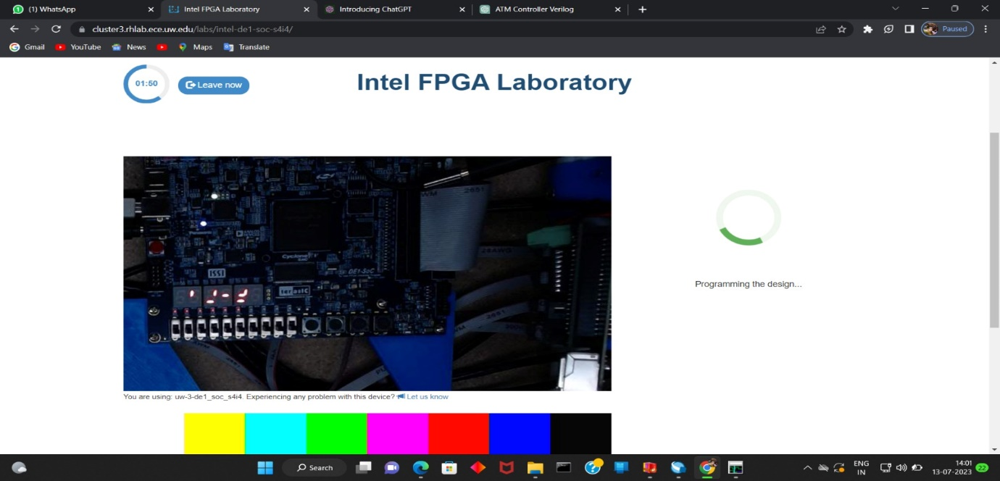 (1) WhatsApp
Intel FPGA Laboratory
Introducing ChatGPT
ATM Controller Verilog
cluster3.rhlab.ece.uw.edu/labs/intel-de1-soc-s4i4/
Paused
Gmail
YouTube
News
Maps
Translate
01:50
Leave now
Intel FPGA Laboratory
2651
28AWG
Cyclone
ISSI
DE1-SoC
terasic
2651
Programming the design...
You are using: uw-3-de1_soc_s4i4. Experiencing any problem with this device? Let us know
Search
ENG
IN
14:01
13-07-2023
22